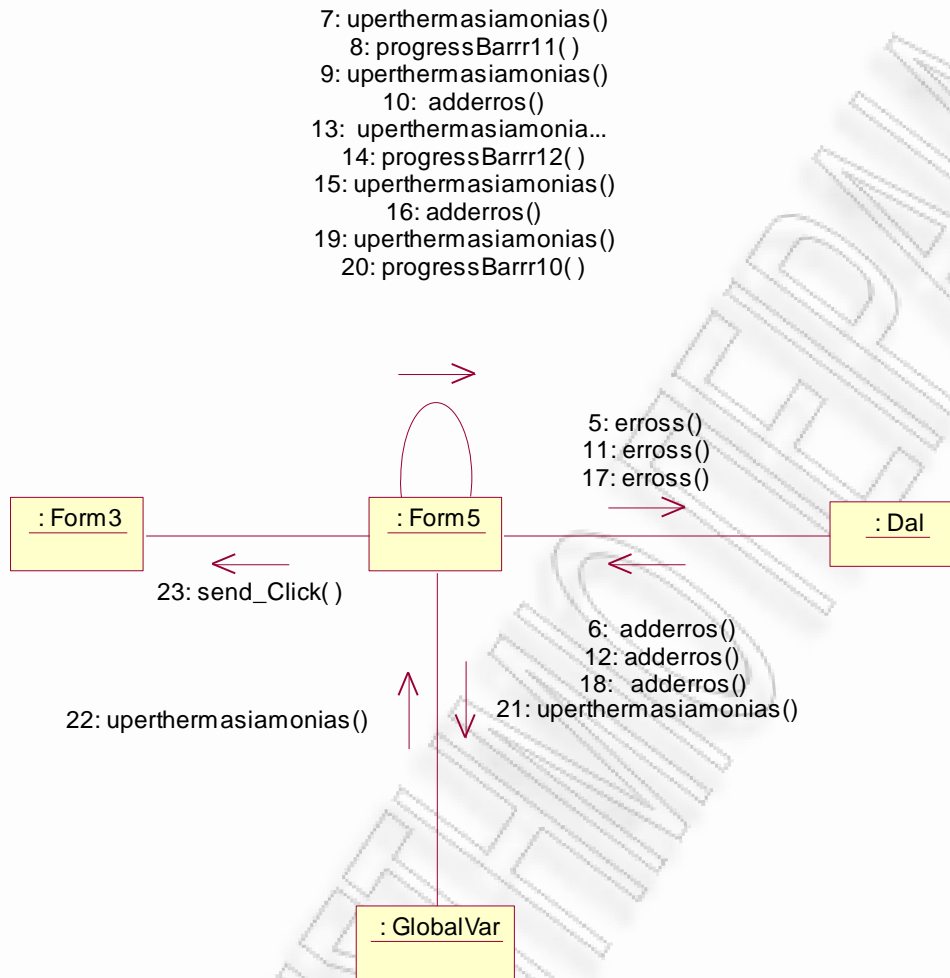 7: uperthermasiamonias()
8: progressBarrr11( )
9: uperthermasiamonias()
10: adderros()
13: uperthermasiamonia...
14: progressBarrr12( )
15: uperthermasiamonias()
16: adderros()
19: uperthermasiamonias()
20: progressBarrr10( )
5: eross()
11: erross()
17: erross()
: Form3
: Form5
: Dal
23: send_Click( )
6: adderros()
12: adderros()
18: adderros()
21: uperthermasiamonias()
22: uperthermasiamonias()
: GlobalVar